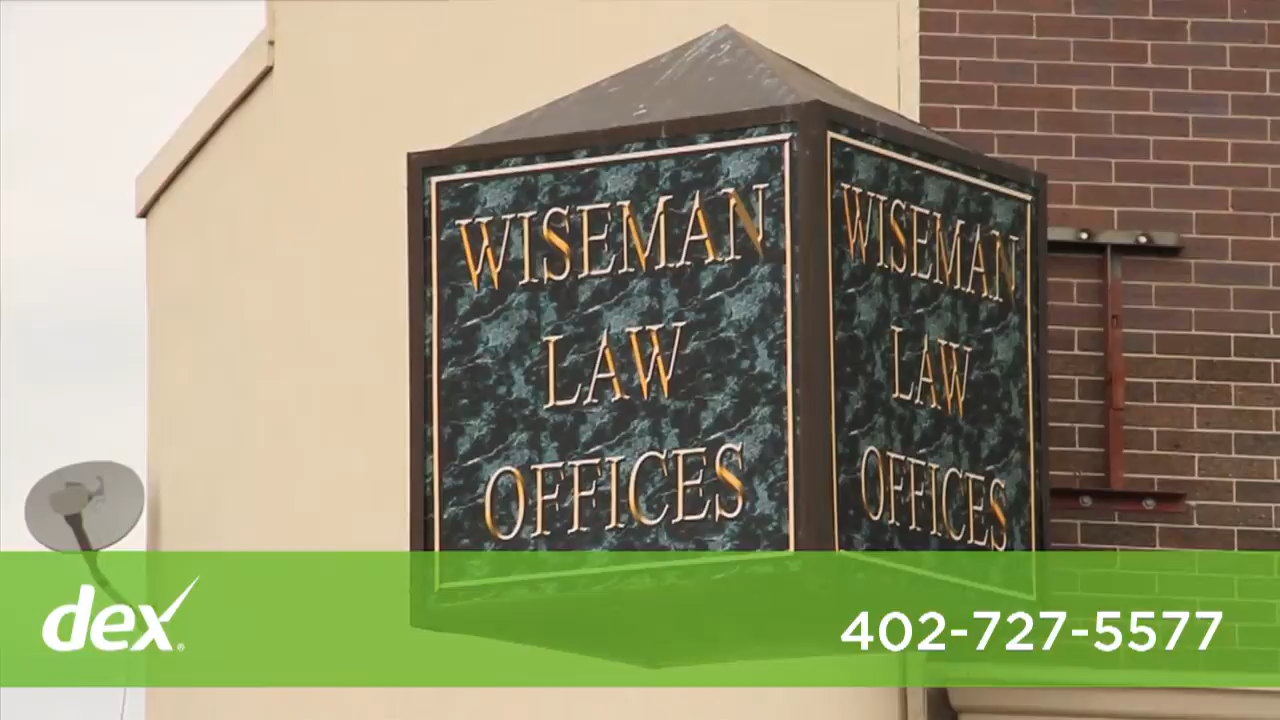 WISEMAN
LAW
OFFICES
WISEMAN
LAW
OFFICES
dex®
402-727-5577